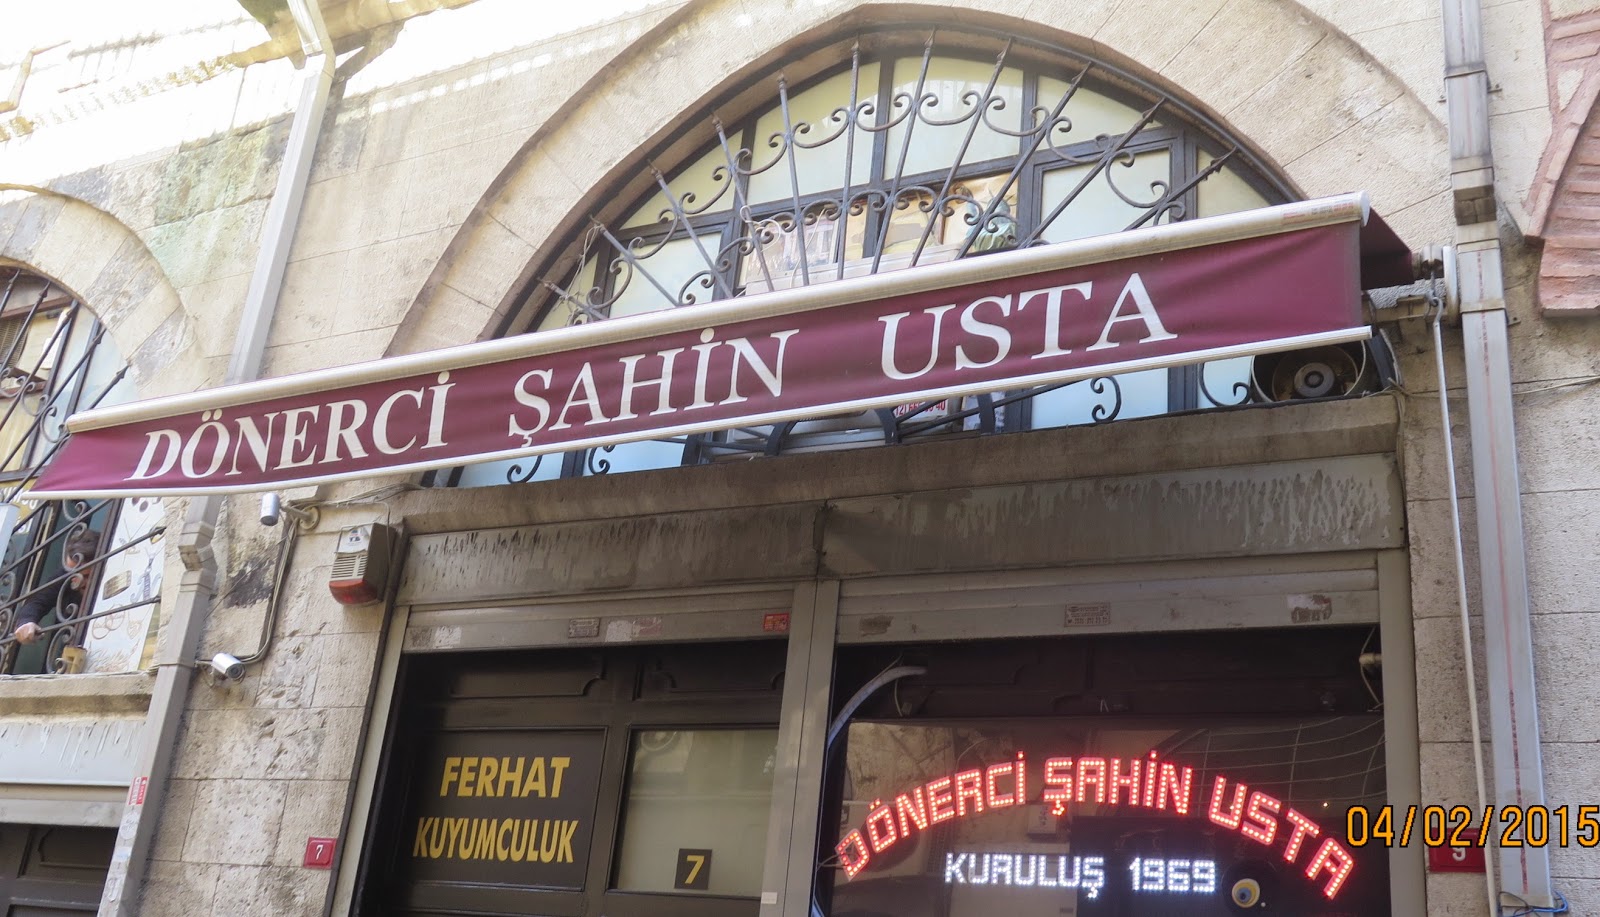 DÖNERCİ ŞAHİN USTA
FERHAT
KUYUMCULUK
7
7
DÖNERCİ ŞAHİN USTA
KURULUŞ 1969
04/02/2015